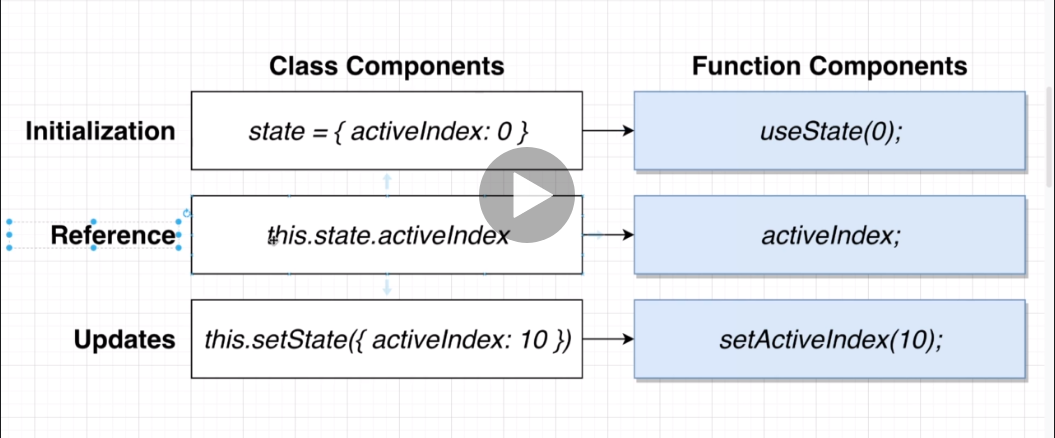 Class Components
Function Components
Initialization
state = { activeIndex: 0 }
useState(0);
Reference
this.state.activeIndex
activeIndex;
Updates
this.setState({ activeIndex: 10 })
setActiveIndex(10);